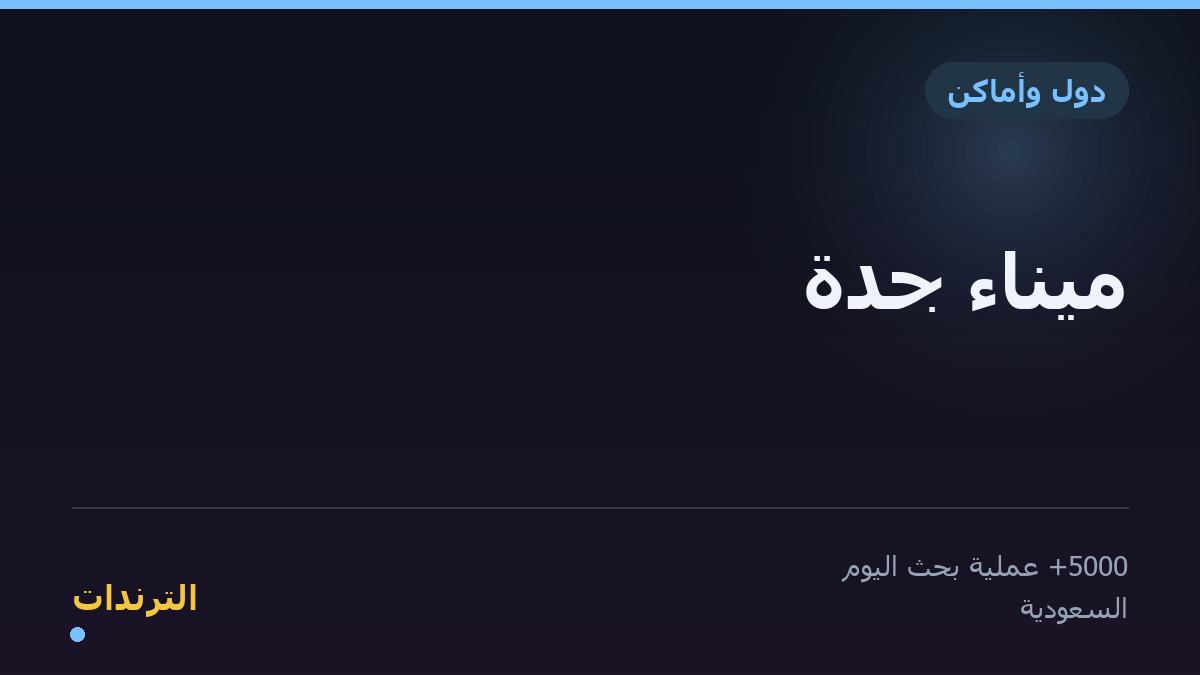 دول وأماكن
ميناء جدة
5000+ عملية بحث اليوم
السعودية
الترندات